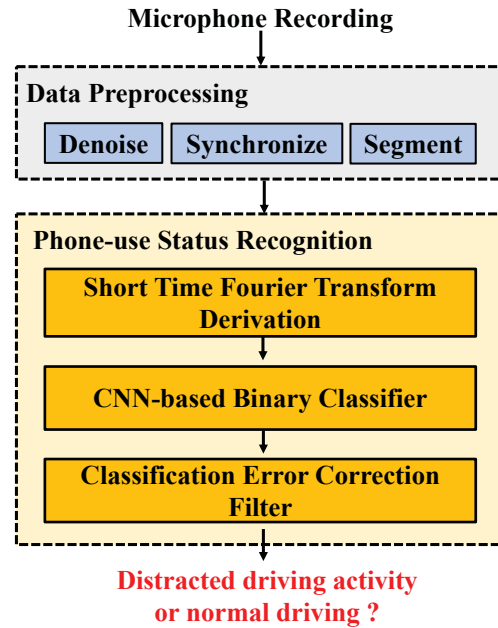 Microphone Recording
Data Preprocessing
Denoise Synchronize Segment
Phone-use Status Recognition
Short Time Fourier Transform
Derivation
CNN-based Binary Classifier
Classification Error Correction
Filter
Distracted driving activity
or normal driving ?